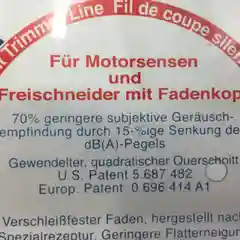 Trimm Line Fil de coupe sile
Für Motorsensen
und
Freischneider mit Fadenkop
70% geringere subjektive Geräusch-
empfindung durch 15-%ige Senkung de
dB(A)-Pegels
Gewendelter, quadratischer Querschnitt
U S. Patent 5.687 482
Europ. Patent 0 696 414 A1
Verschleißfester Faden, hergestellt nach
Spezialrezeptur. Geringere Flatterneigu